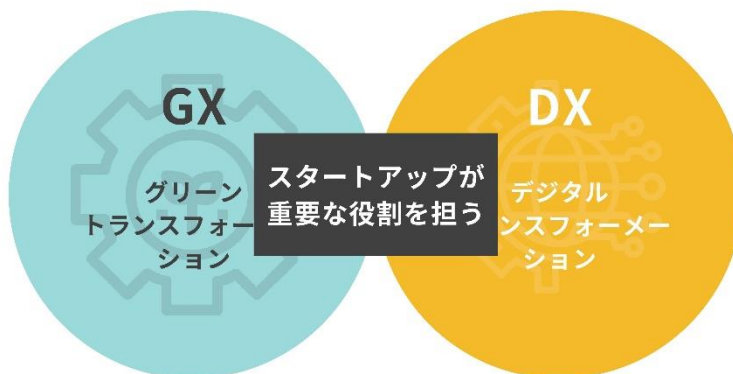 GX
グリーン
トランスフォー
ション
スタートアップが
重要な役割を担う
DX
デジタル
ンスフォーメー
ション